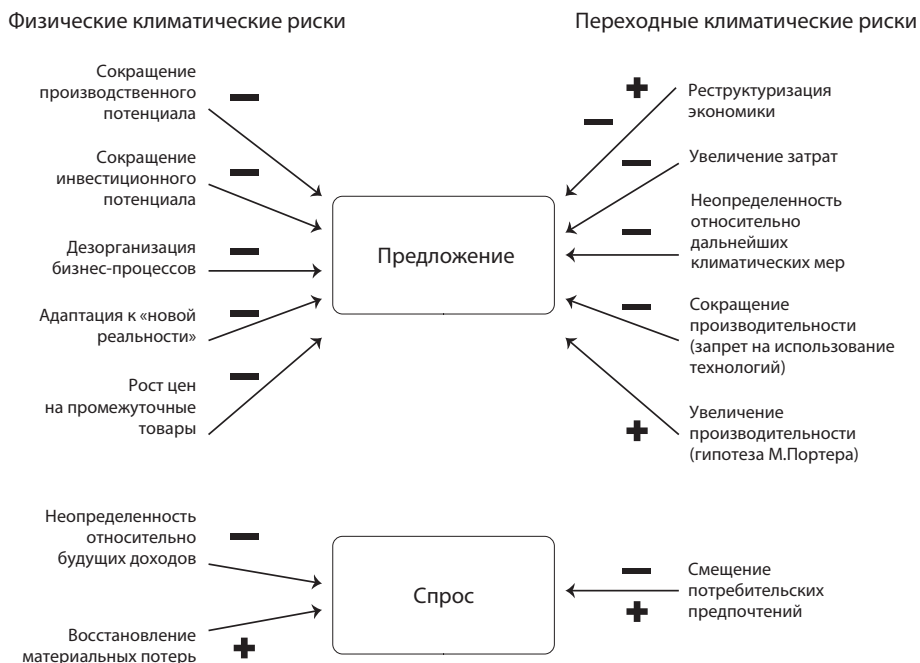 Физические климатические риски
Переходные климатические риски
Сокращение
производственного
потенциала
Сокращение
инвестиционного
потенциала
Дезорганизация
бизнес-процессов
Адаптация к «новой
реальности»
Рост цен
на промежуточные
товары
Предложение
Реструктуризация
экономики
Увеличение затрат
Неопределенность
относительно
дальнейших
климатических мер
Сокращение
производительности
(запрет на использование
технологий)
Увеличение
производительности
(гипотеза М.Портера)
Неопределенность
относительно
будущих доходов
Восстановление
материальных потерь
Спрос
Смещение
потребительских
предпочтений